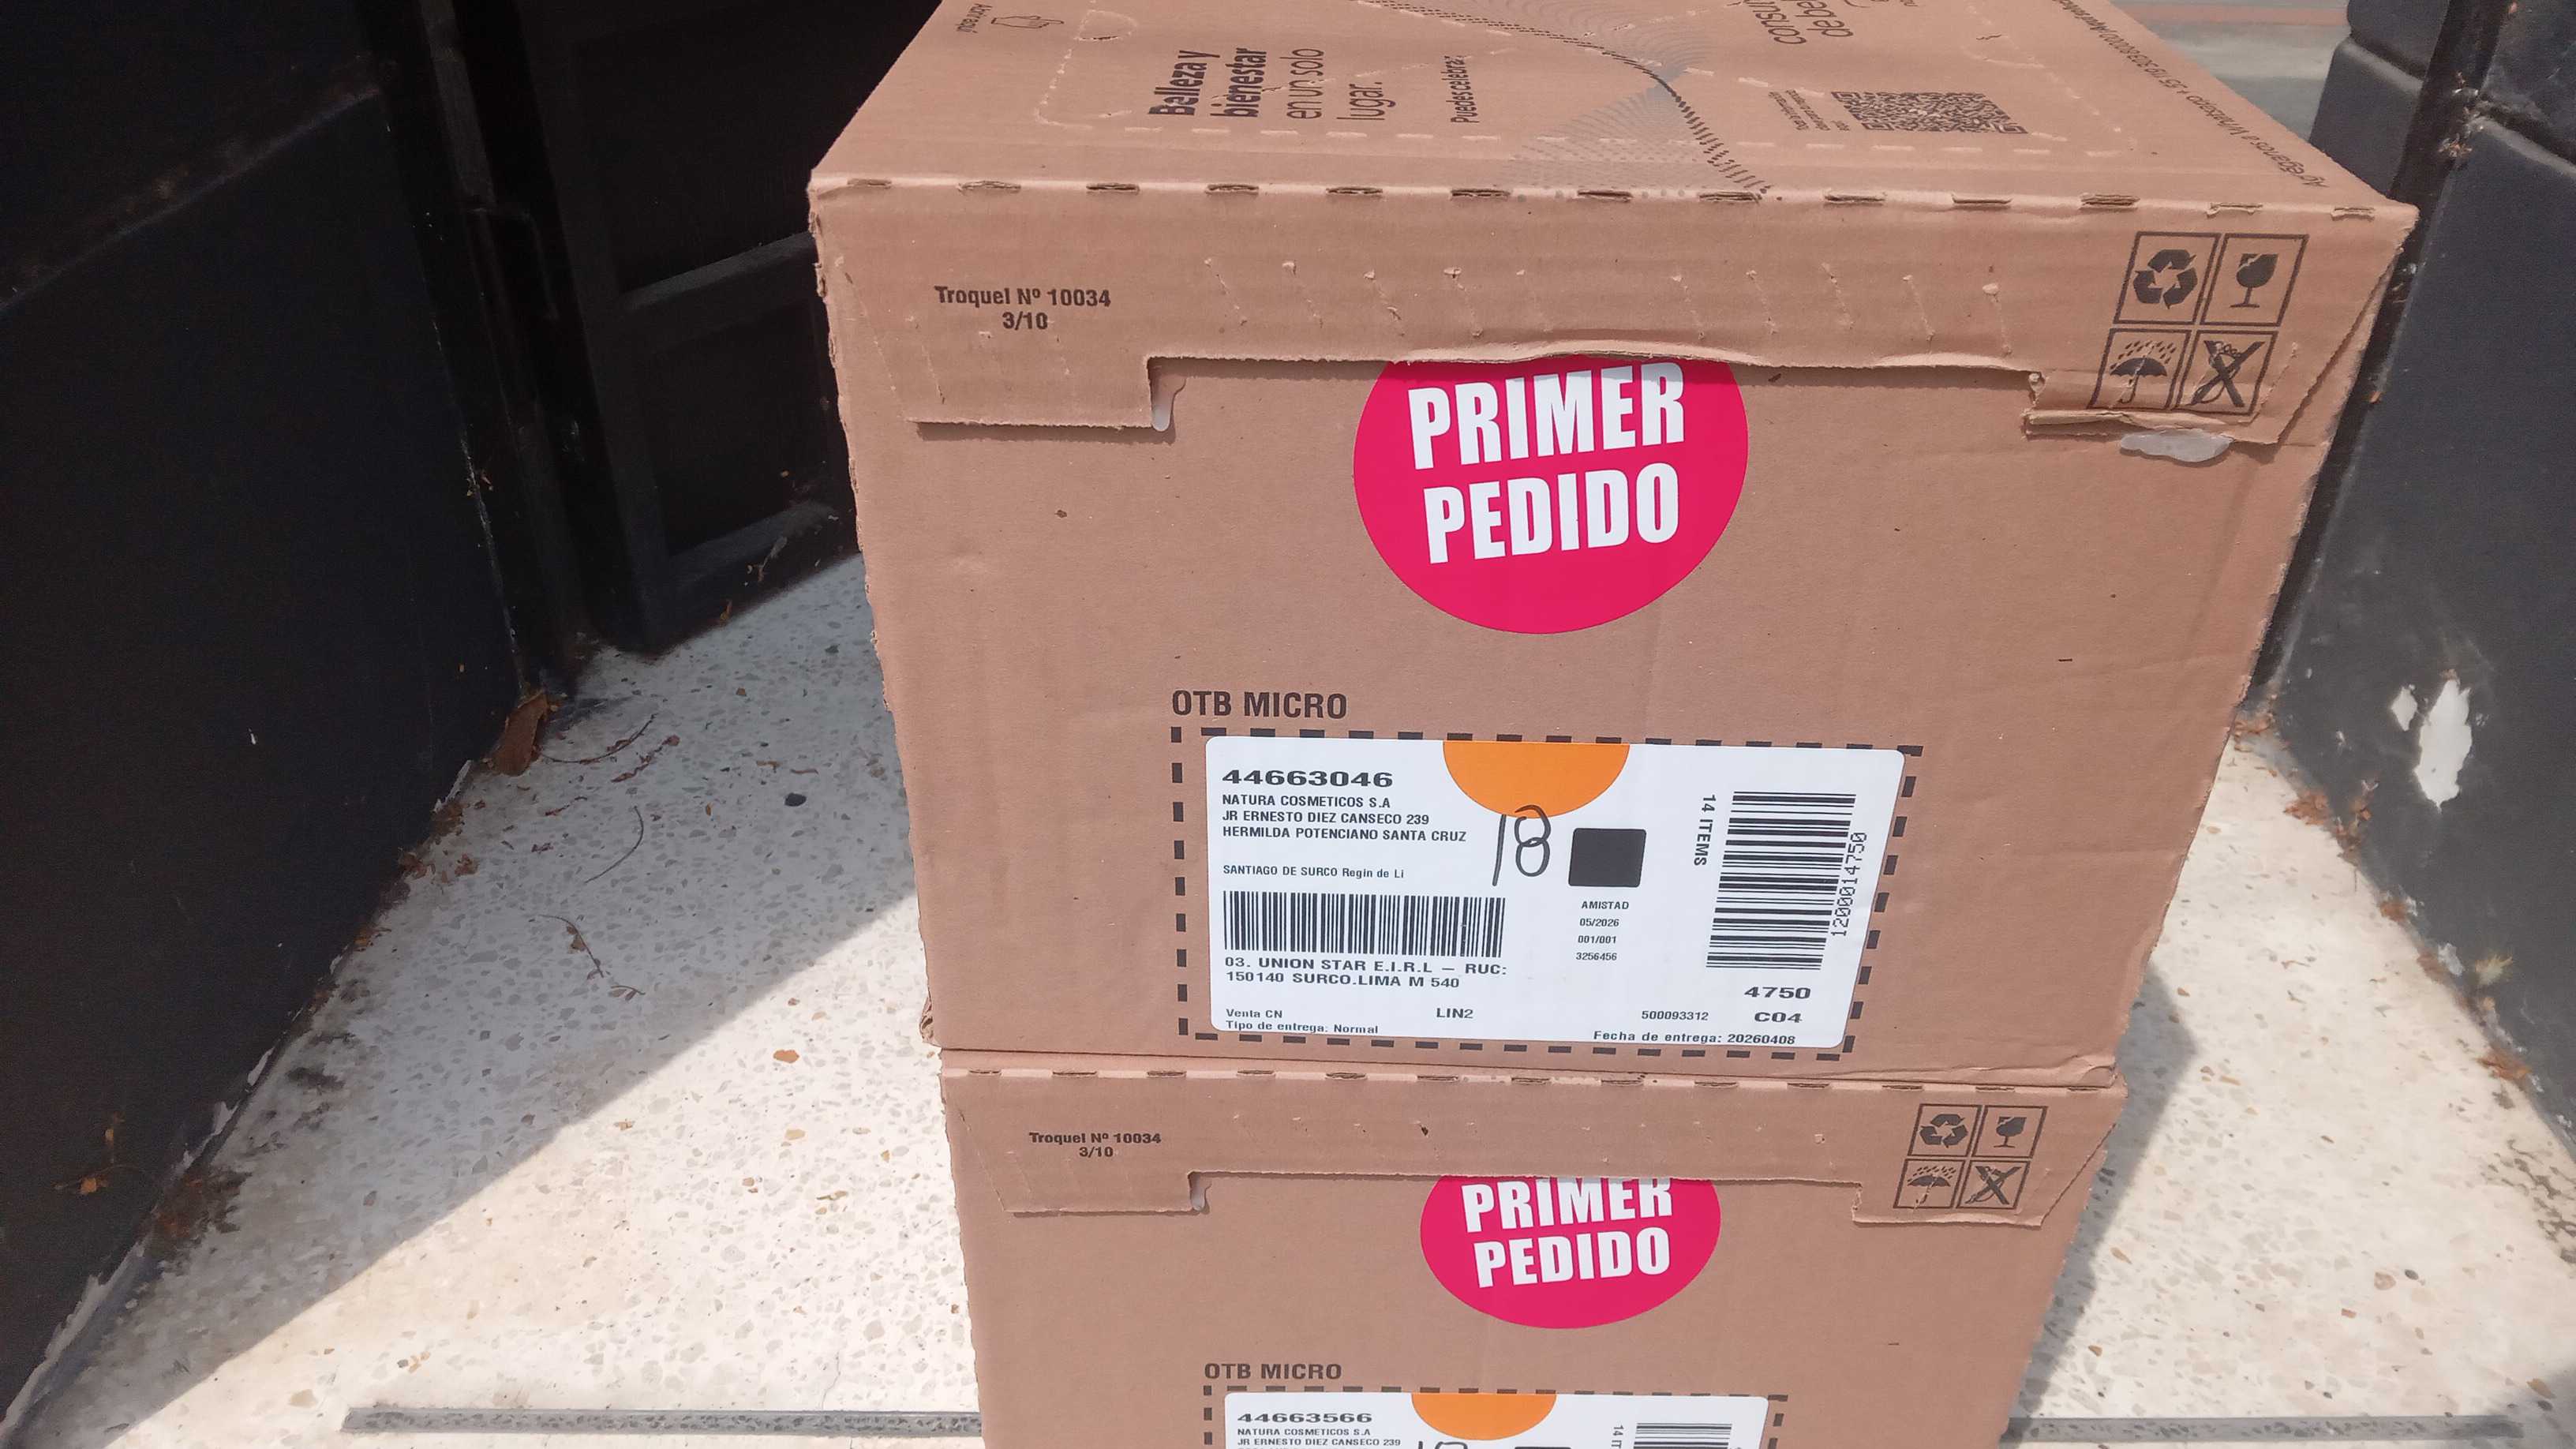 Belleza y
bienestar
en un solo
lugar.
Puedes celebrar
Troquel Nº 10034
3/10
PRIMER
PEDIDO
OTB MICRO
44663046
NATURA COSMETICOS S.A
JR ERNESTO DIEZ CANSECO 239
HERMILDA POTENCIANO SANTA CRUZ
18
SANTIAGO DE SURCO Regin de Li
14 ITEMS
1200014750
AMISTAD
05/2026
001/001
3256456
03. UNION STAR E.I.R.L – RUC:
150140 SURCO.LIMA M 540
4750
Venta CN
LIN2
500093312
C04
Tipo de entrega: Normal
Fecha de entrega: 20260408
Troquel Nº 10034
3/10
PRIMER
PEDIDO
OTB MICRO
44663566
NATURA COSMETICOS S.A
JR ERNESTO DIEZ CANSECO 239